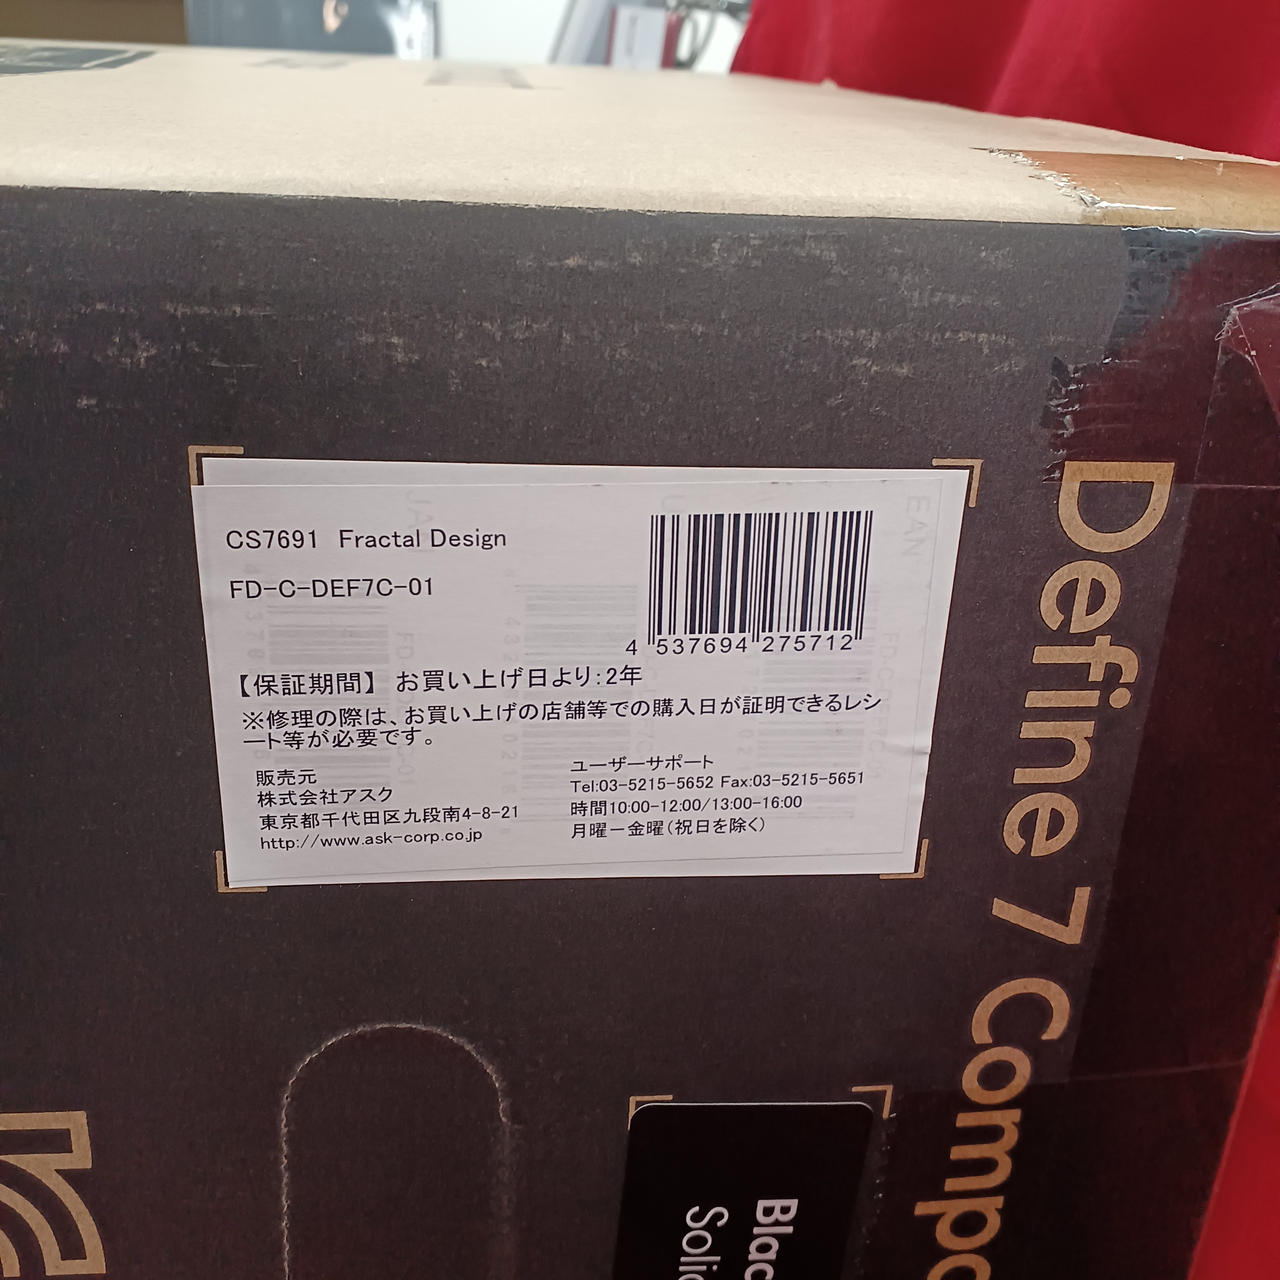 CS7691 Fractal Design
FD-C-DEF7C-01
4 537694 275712
【保証期間】 お買い上げ日より:2年
※修理の際は、お買い上げの店舗等での購入日が証明できるレシ
ート等が必要です。
販売元
株式会社アスク
東京都千代田区九段南4-8-21
http://www.ask-corp.co.jp
ユーザーサポート
Tel:03-5215-5652 Fax:03-5215-5651
時間10:00-12:00/13:00-16:00
月曜ー金曜(祝日を除く)
EAN
Define 7 Compa
Blac
Soli